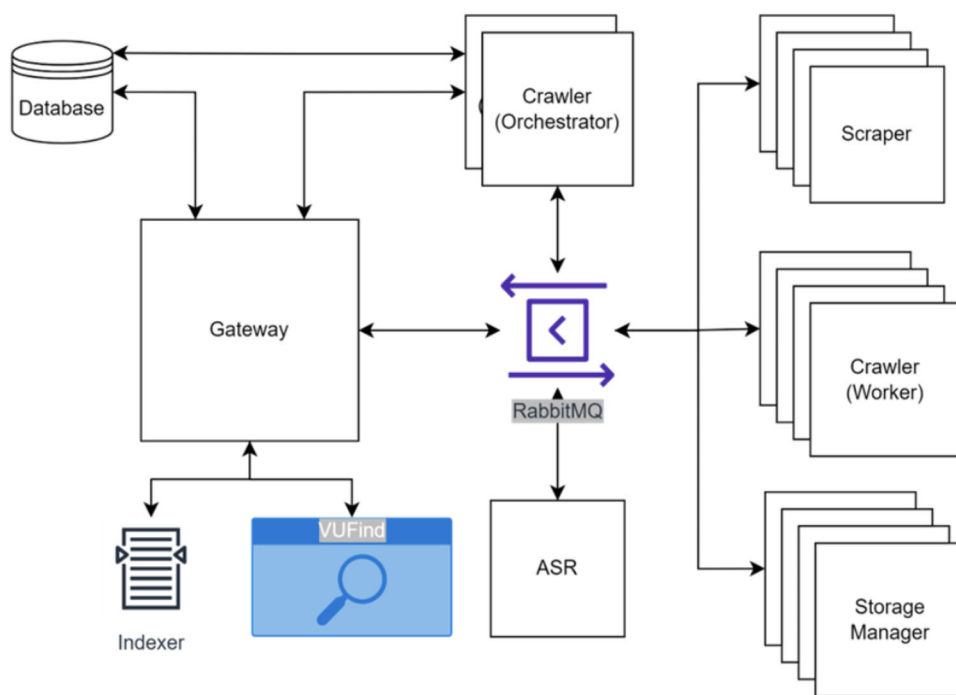 Database
Crawler
(Orchestrator)
Scraper
Gateway
RabbitMQ
Crawler
(Worker)
VUFind
ASR
Indexer
Storage
Manager